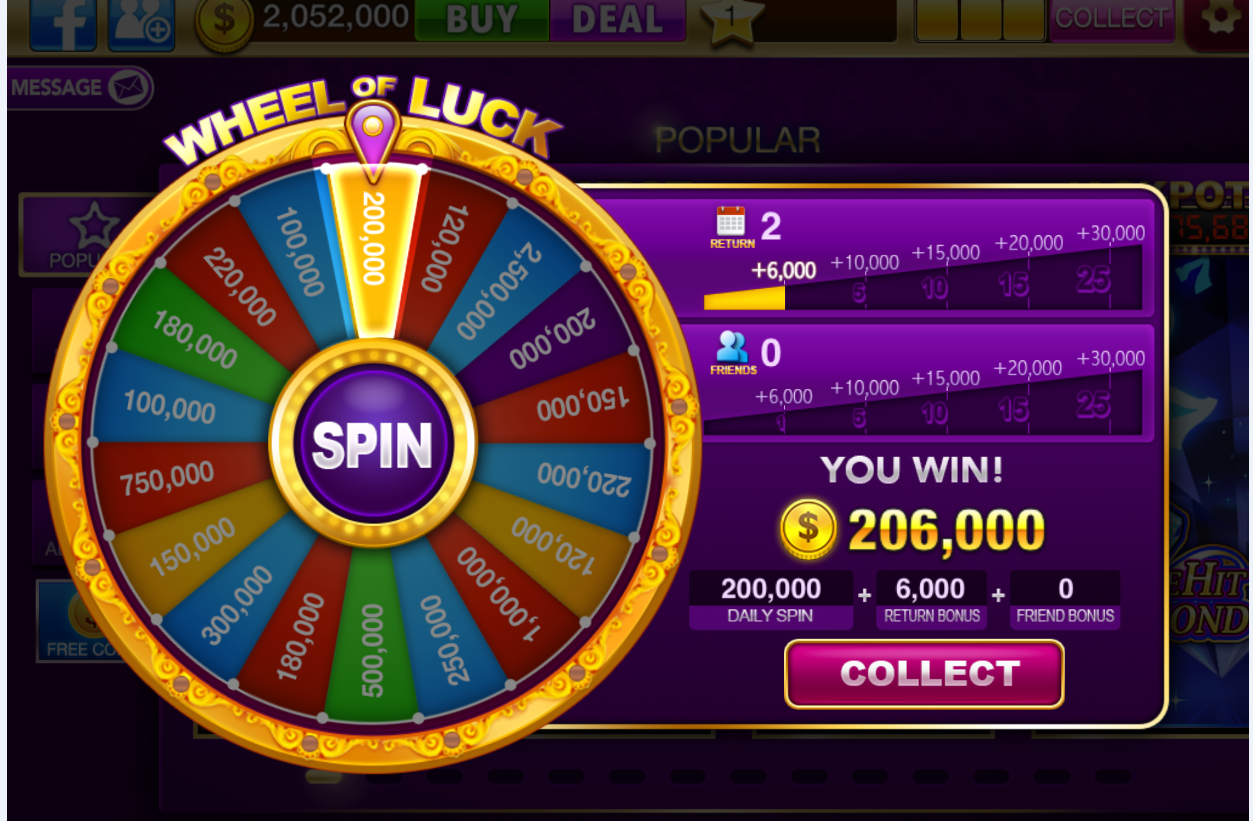 2,052,000
BUY
DEAL
1
COLLECT
MESSAGE
WHEEL OF LUCK
POPULAR
200,000
120,000
2,500,000
200,000
150,000
220,000
120,000
1,000,000
250,000
500,000
180,000
300,000
150,000
750,000
100,000
180,000
220,000
100,000
SPIN
RETURN
2
+6,000
+10,000
+15,000
+20,000
+30,000
5
10
15
25
FRIENDS
0
+6,000
+10,000
+15,000
+20,000
+30,000
1
5
10
15
25
YOU WIN!
$ 206,000
200,000 + 6,000 + 0
DAILY SPIN
RETURN BONUS
FRIEND BONUS
COLLECT